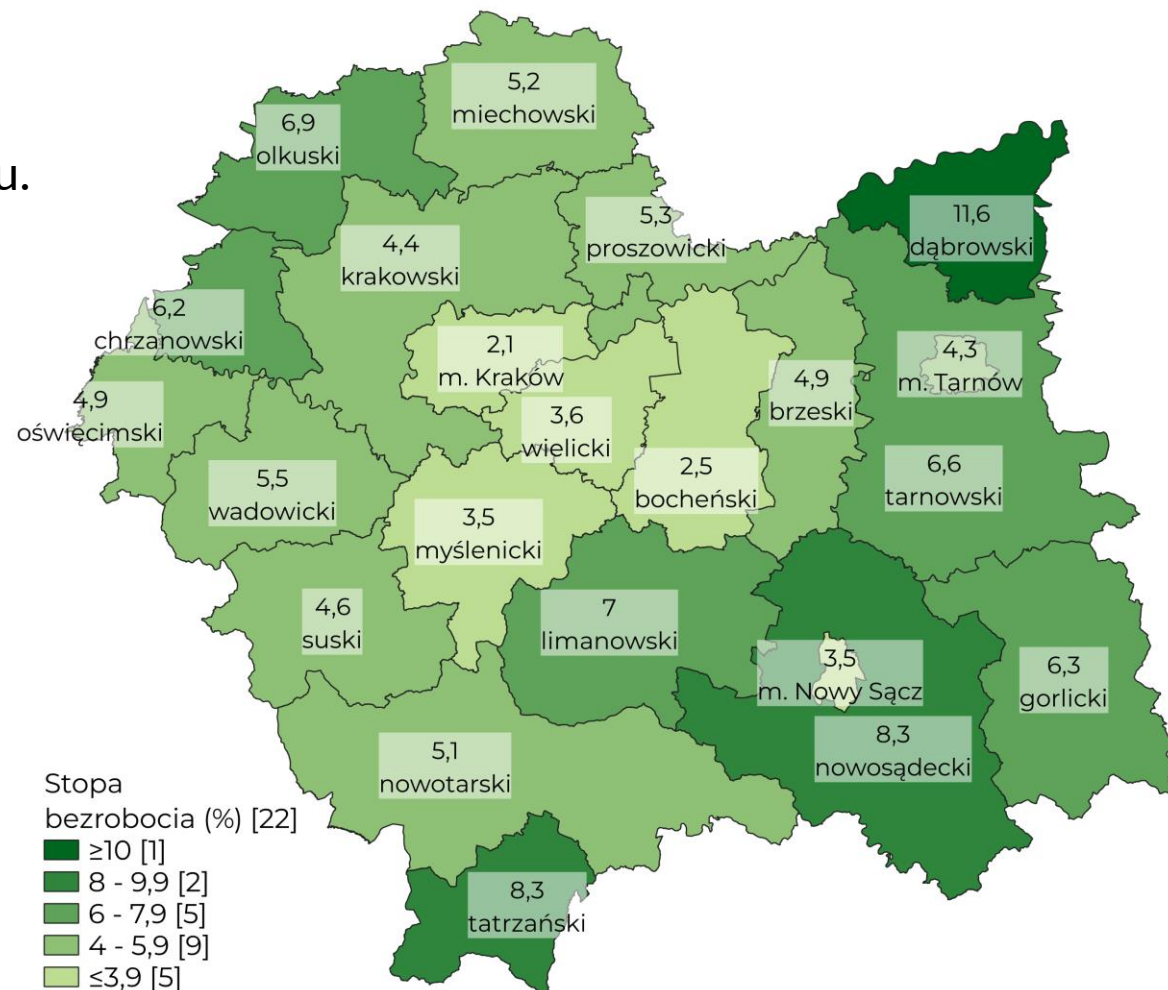 u.
5,2
miechowski
6,9
olkuski
11,6
dąbrowski
5,3
proszowicki
4,4
krakowski
6,2
chrzanowski
2,1
m. Kraków
4,3
m. Tarnów
4,9
brzeski
4,9
oświęcimski
3,6
wielicki
2,5
bocheński
6,6
tarnowski
5,5
wadowicki
3,5
myślenicki
4,6
suski
7
limanowski
3,5
m. Nowy Sącz
6,3
gorlicki
8,3
nowosądecki
5,1
nowotarski
8,3
tatrzański
Stopa
bezrobocia (%) [22]
≥10 [1]
8 - 9,9 [2]
6 - 7,9 [5]
4 - 5,9 [9]
≤3,9 [5]